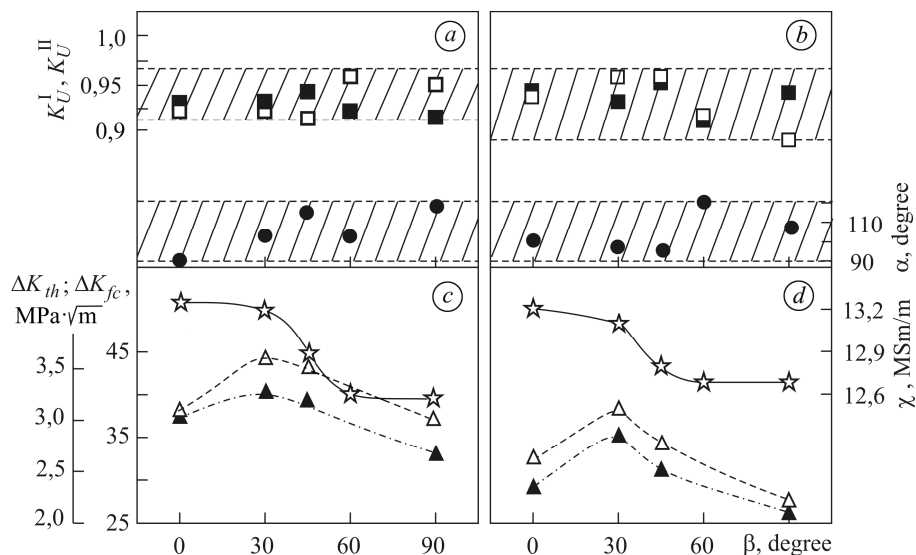 K_U^I, K_U^II
1,0
0,95
0,9
a
b
110
90
α, degree
ΔK_th; ΔK_fc,
MPa·√m
3,5
3,0
2,5
2,0
45
35
25
c
d
13,2
12,9
12,6
χ, MSm/m
0 30 60 90 0 30 60 β, degree